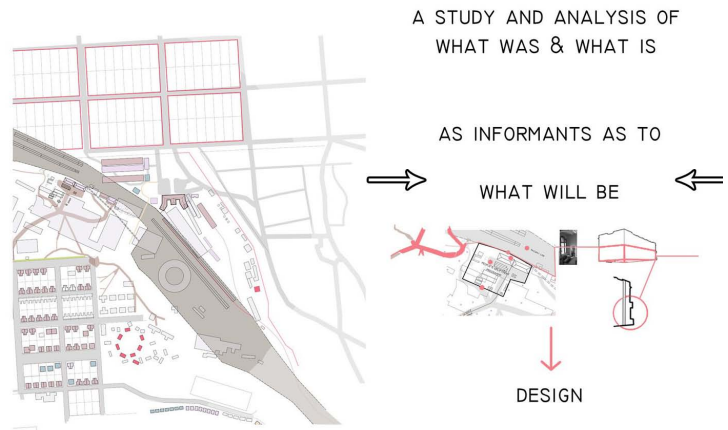 A STUDY AND ANALYSIS OF
WHAT WAS & WHAT IS
AS INFORMANTS AS TO
WHAT WILL BE
DESIGN